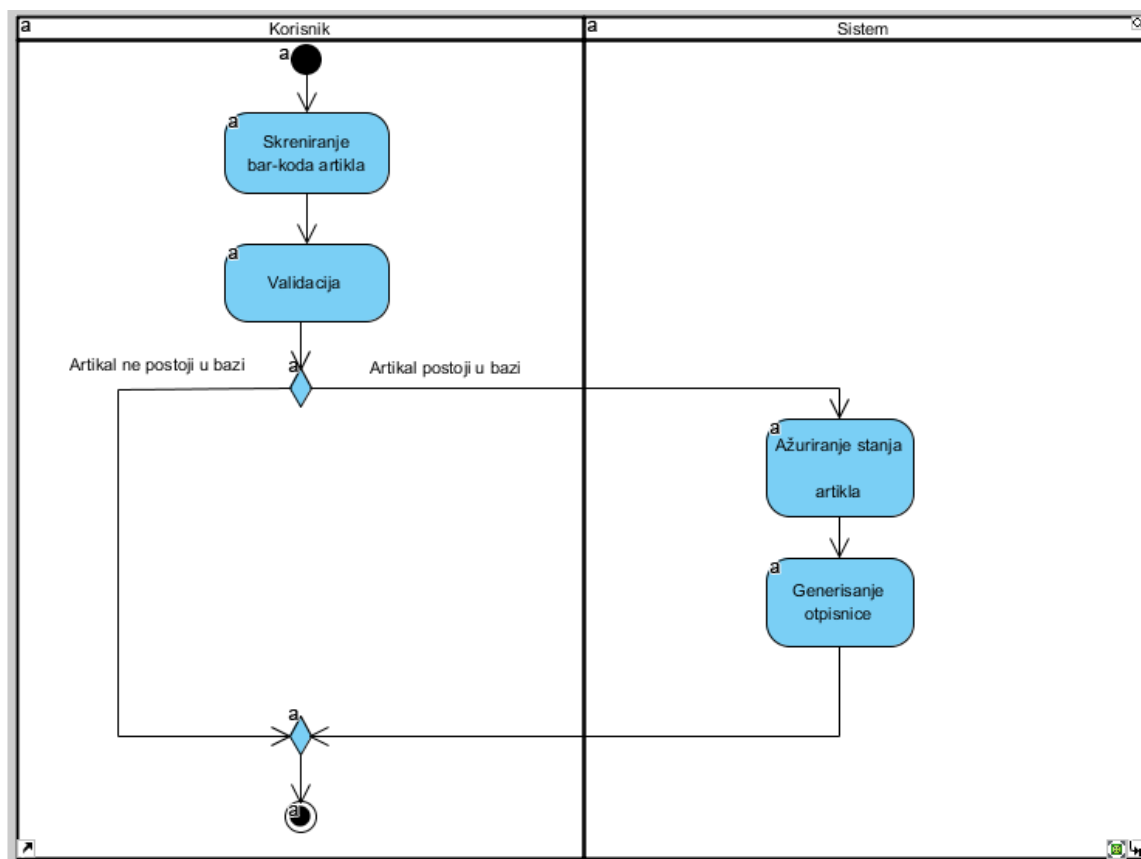 a Korisnik a Sistem
a
a
Skreniranje
bar-koda artikla
a
Validacija
Artikal ne postoji u bazi
a
Artikal postoji u bazi
a
Ažuriranje stanja
artikla
a
Generisanje
otpisnice
a
a